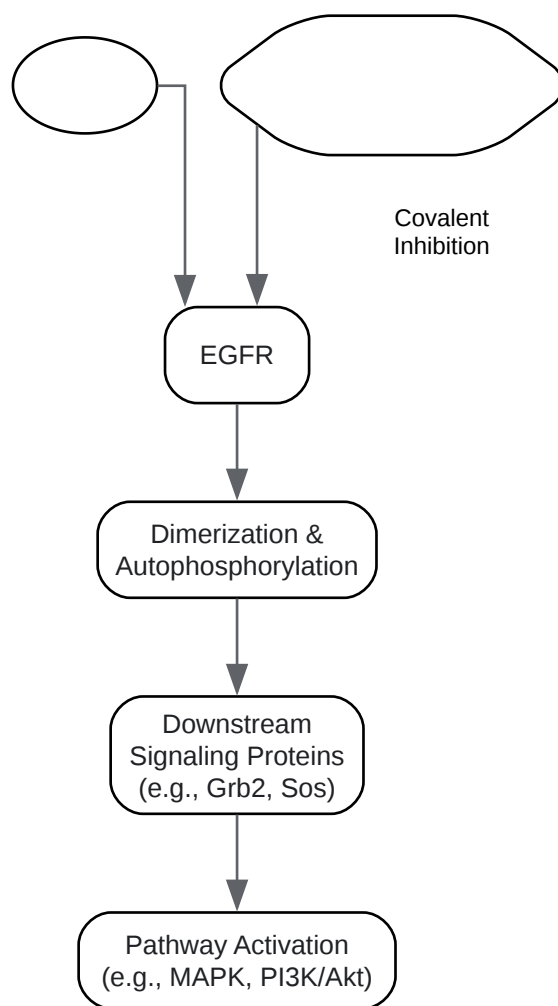 Covalent
Inhibition
EGFR
Dimerization &
Autophosphorylation
Downstream
Signaling Proteins
(e.g., Grb2, Sos)
Pathway Activation
(e.g., MAPK, PI3K/Akt)